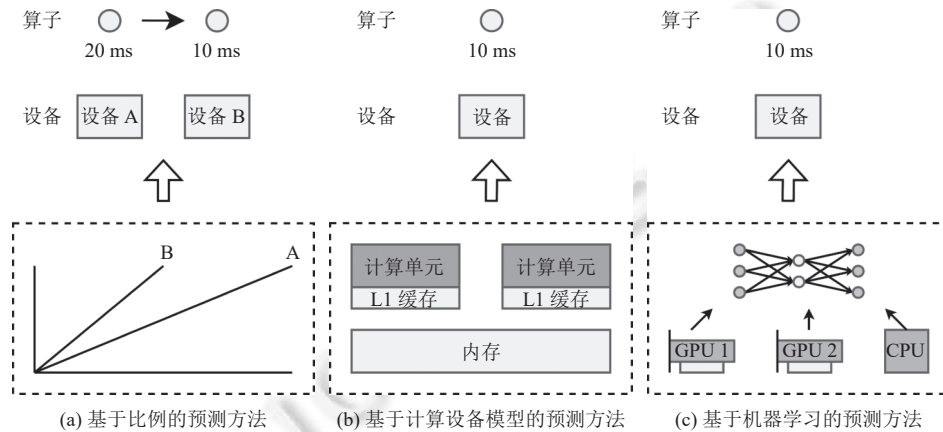 算子
20 ms
10 ms
设备
设备 A
设备 B
B
A
(a) 基于比例的预测方法
算子
10 ms
设备
设备
计算单元
L1 缓存
计算单元
L1 缓存
内存
(b) 基于计算设备模型的预测方法
算子
10 ms
设备
设备
GPU 1
GPU 2
CPU
(c) 基于机器学习的预测方法